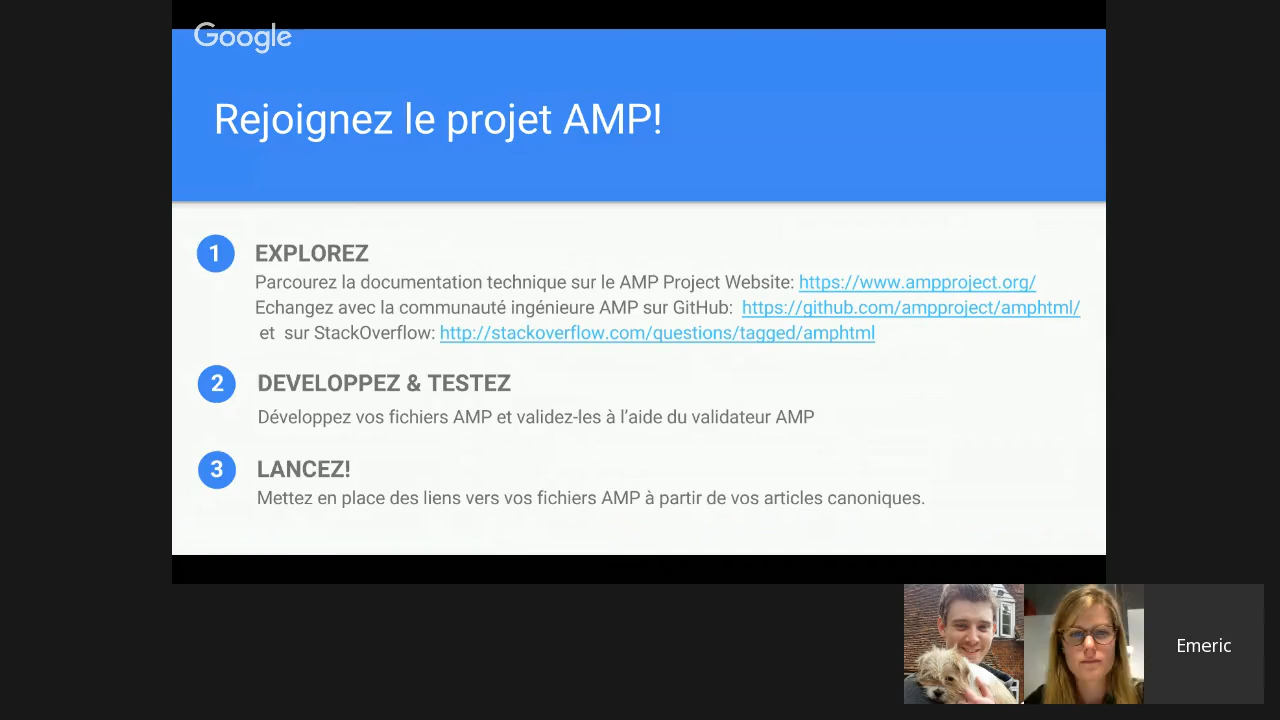 Google
Rejoignez le projet AMP!
1 EXPLOREZ
Parcourez la documentation technique sur le AMP Project Website: https://www.ampproject.org/
Echangez avec la communauté ingénieure AMP sur GitHub: https://github.com/ampproject/amphtml/
et sur StackOverflow: http://stackoverflow.com/questions/tagged/amphtml
2 DEVELOPPEZ & TESTEZ
Développez vos fichiers AMP et validez-les à l’aide du validateur AMP
3 LANCEZ!
Mettez en place des liens vers vos fichiers AMP à partir de vos articles canoniques.
Emeric